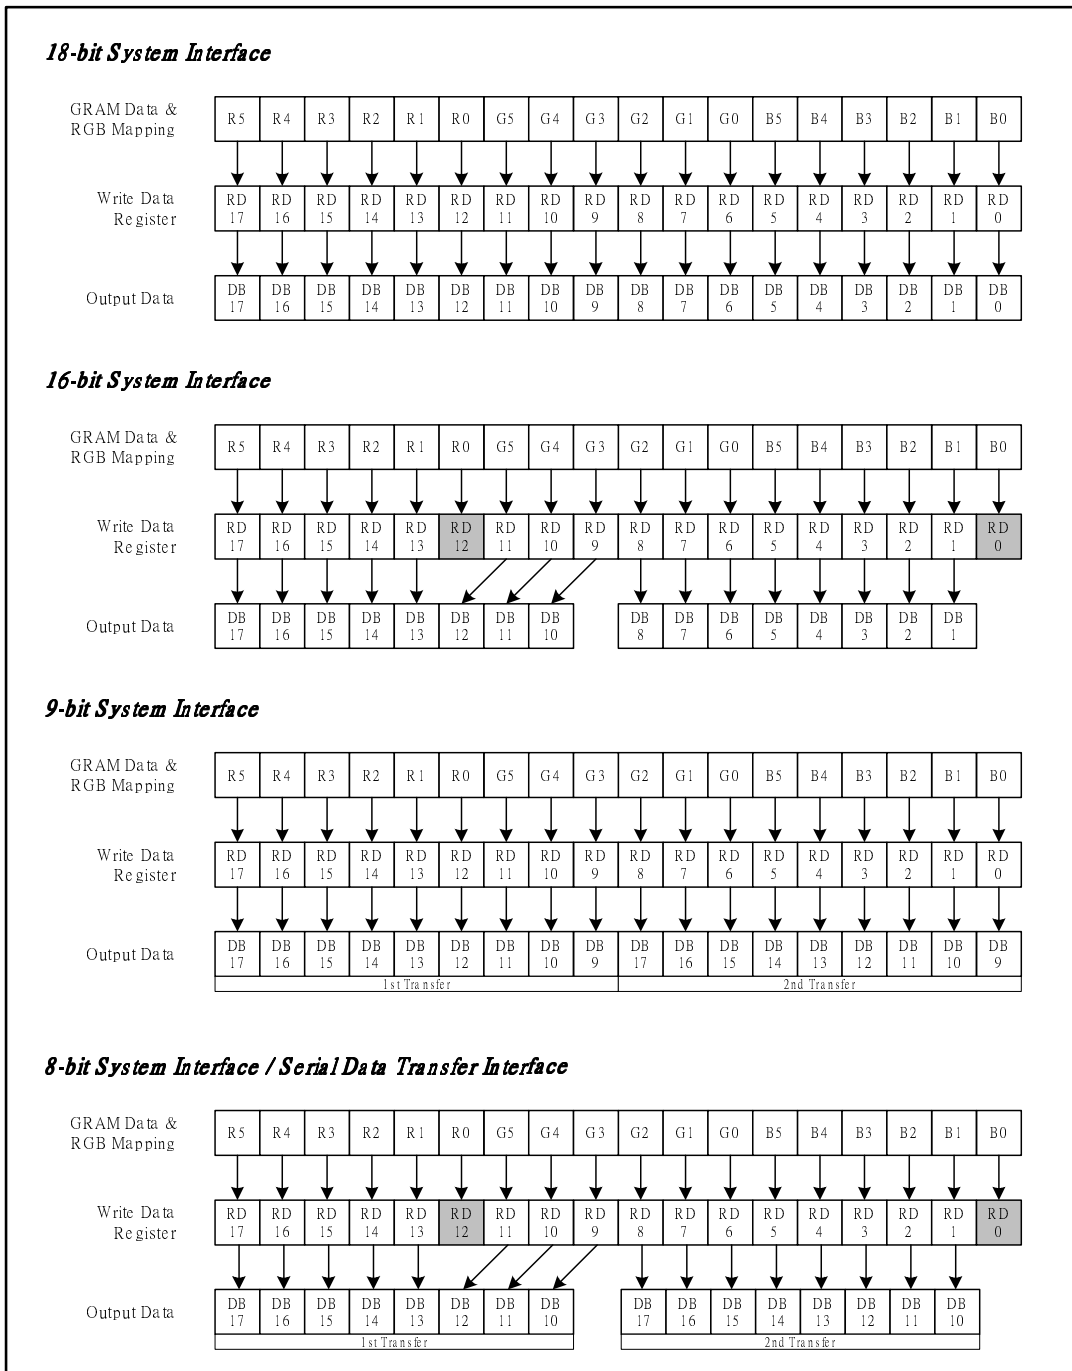 18-bit System Interface
GRAM Data &
RGB Mapping
R5 R4 R3 R2 R1 R0 G5 G4 G3 G2 G1 G0 B5 B4 B3 B2 B1 B0
Write Data
Register
RD RD RD RD RD RD RD RD RD RD RD RD RD RD RD RD RD RD
17 16 15 14 13 12 11 10 9 8 7 6 5 4 3 2 1 0
Output Data
DB DB DB DB DB DB DB DB DB DB DB DB DB DB DB DB DB DB
17 16 15 14 13 12 11 10 9 8 7 6 5 4 3 2 1 0
16-bit System Interface
GRAM Data &
RGB Mapping
R5 R4 R3 R2 R1 R0 G5 G4 G3 G2 G1 G0 B5 B4 B3 B2 B1 B0
Write Data
Register
RD RD RD RD RD RD RD RD RD RD RD RD RD RD RD RD RD RD
17 16 15 14 13 12 11 10 9 8 7 6 5 4 3 2 1 0
Output Data
DB DB DB DB DB DB DB DB DB DB DB DB DB DB DB DB
17 16 15 14 13 12 11 10 8 7 6 5 4 3 2 1
9-bit System Interface
GRAM Data &
RGB Mapping
R5 R4 R3 R2 R1 R0 G5 G4 G3 G2 G1 G0 B5 B4 B3 B2 B1 B0
Write Data
Register
RD RD RD RD RD RD RD RD RD RD RD RD RD RD RD RD RD RD
17 16 15 14 13 12 11 10 9 8 7 6 5 4 3 2 1 0
Output Data
DB DB DB DB DB DB DB DB DB DB DB DB DB DB DB DB DB DB
17 16 15 14 13 12 11 10 9 17 16 15 14 13 12 11 10 9
1st Transfer 2nd Transfer
8-bit System Interface / Serial Data Transfer Interface
GRAM Data &
RGB Mapping
R5 R4 R3 R2 R1 R0 G5 G4 G3 G2 G1 G0 B5 B4 B3 B2 B1 B0
Write Data
Register
RD RD RD RD RD RD RD RD RD RD RD RD RD RD RD RD RD RD
17 16 15 14 13 12 11 10 9 8 7 6 5 4 3 2 1 0
Output Data
DB DB DB DB DB DB DB DB DB DB DB DB DB DB DB DB
17 16 15 14 13 12 11 10 17 16 15 14 13 12 11 10
1st Transfer 2nd Transfer